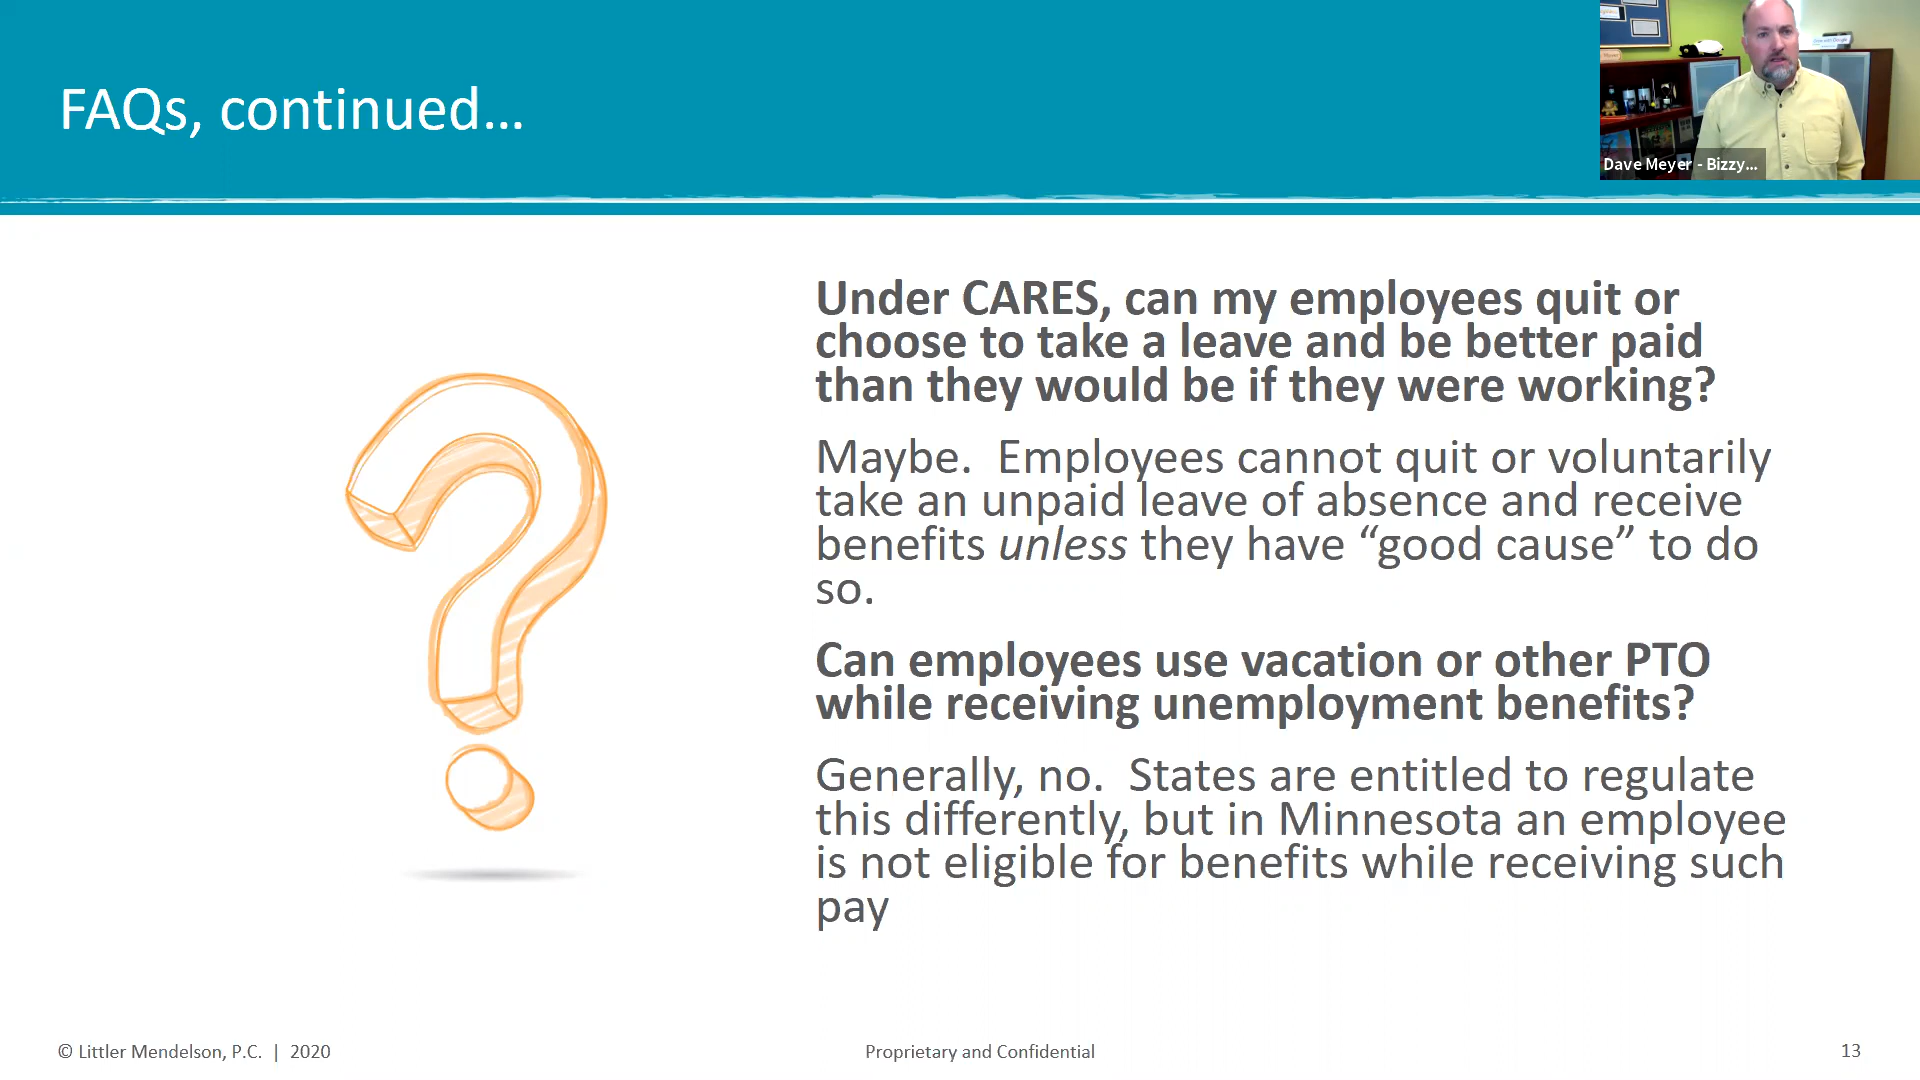 FAQs, continued...
Dave Meyer - Bizzy...
Under CARES, can my employees quit or
choose to take a leave and be better paid
than they would be if they were working?
Maybe.  Employees cannot quit or voluntarily
take an unpaid leave of absence and receive
benefits unless they have “good cause” to do
so.
Can employees use vacation or other PTO
while receiving unemployment benefits?
Generally, no.  States are entitled to regulate
this differently, but in Minnesota an employee
is not eligible for benefits while receiving such
pay
© Littler Mendelson, P.C.  |  2020
Proprietary and Confidential
13